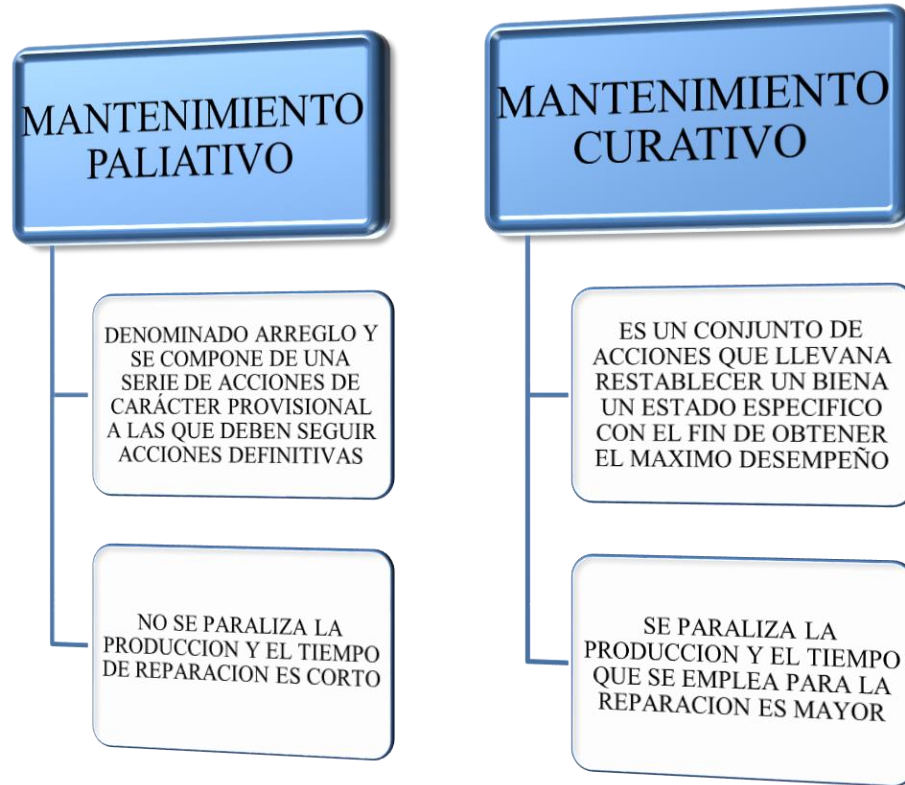 MANTENIMIENTO
PALIATIVO
DENOMINADO ARREGLO Y
SE COMPONE DE UNA
SERIE DE ACCIONES DE
CARÁCTER PROVISIONAL
A LAS QUE DEBEN SEGUIR
ACCIONES DEFINITIVAS
NO SE PARALIZA LA
PRODUCCION Y EL TIEMPO
DE REPARACION ES CORTO
MANTENIMIENTO
CURATIVO
ES UN CONJUNTO DE
ACCIONES QUE LLEVANA
RESTABLECER UN BIENA
UN ESTADO ESPECIFICO
CON EL FIN DE OBTENER
EL MAXIMO DESEMPEÑO
SE PARALIZA LA
PRODUCCION Y EL TIEMPO
QUE SE EMPLEA PARA LA
REPARACION ES MAYOR